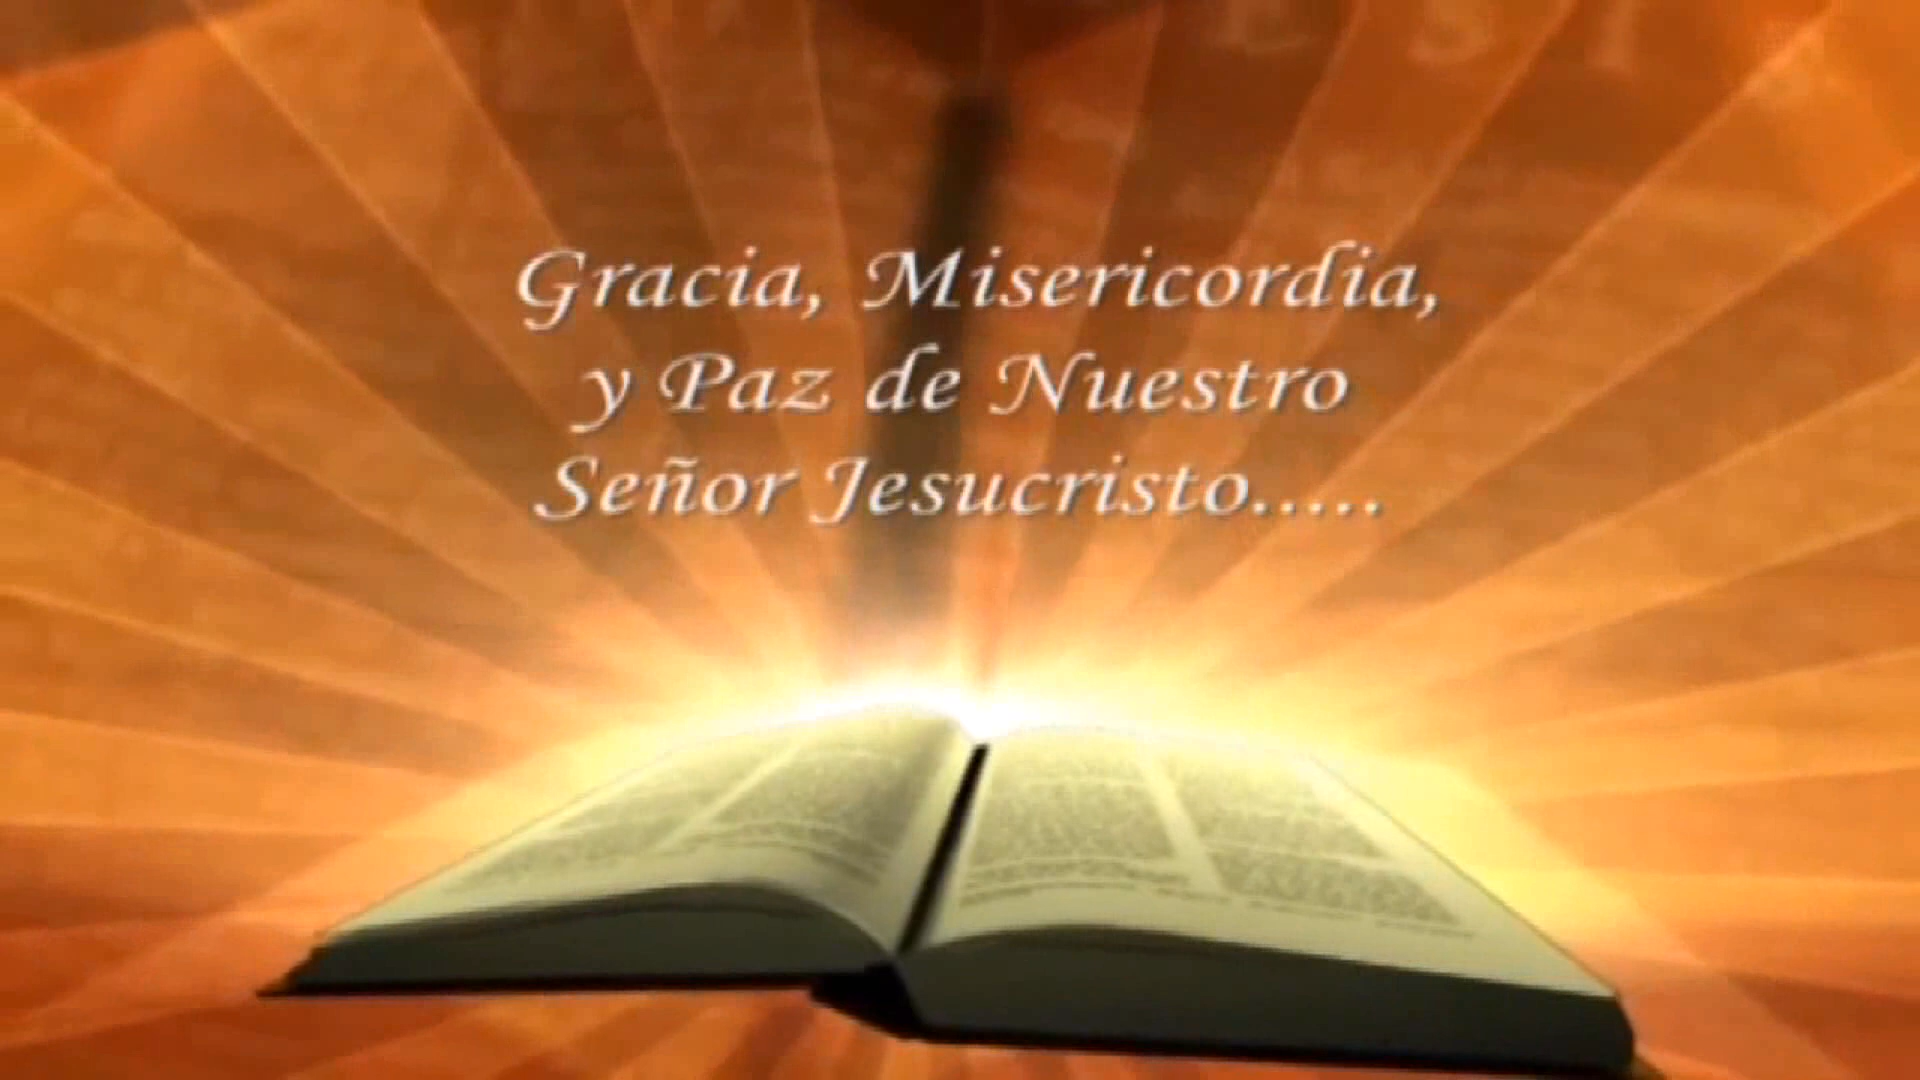 Gracia, Misericordia,
y Paz de Nuestro
Señor Jesucristo.....